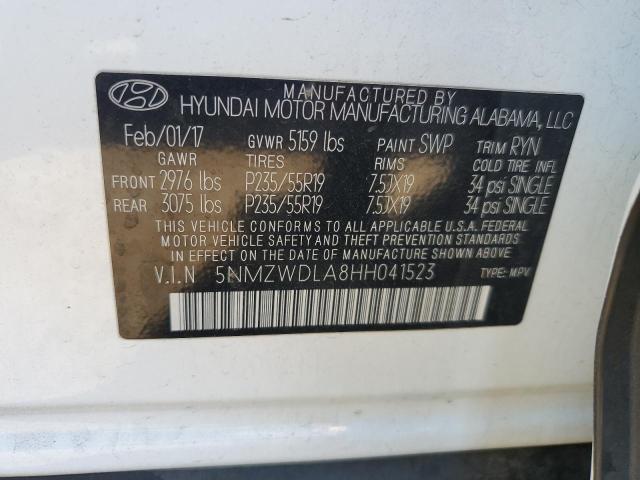 MANUFACTURED BY
HYUNDAI MOTOR MANUFACTURING ALABAMA, LLC
Feb/01/17 GVWR 5159 lbs PAINT SWP TRIM RYN
GAWR TIRES RIMS COLD TIRE INFL
FRONT 2976 lbs P235/55R19 7.5JX19 34 psi SINGLE
REAR 3075 lbs P235/55R19 7.5JX19 34 psi SINGLE
THIS VEHICLE CONFORMS TO ALL APPLICABLE U.S.A. FEDERAL
MOTOR VEHICLE SAFETY AND THEFT PREVENTION STANDARDS
IN EFFECT ON THE DATE OF MANUFACTURE SHOWN ABOVE.
V.I.N 5NMZWDLA8HH041523 TYPE: MPV